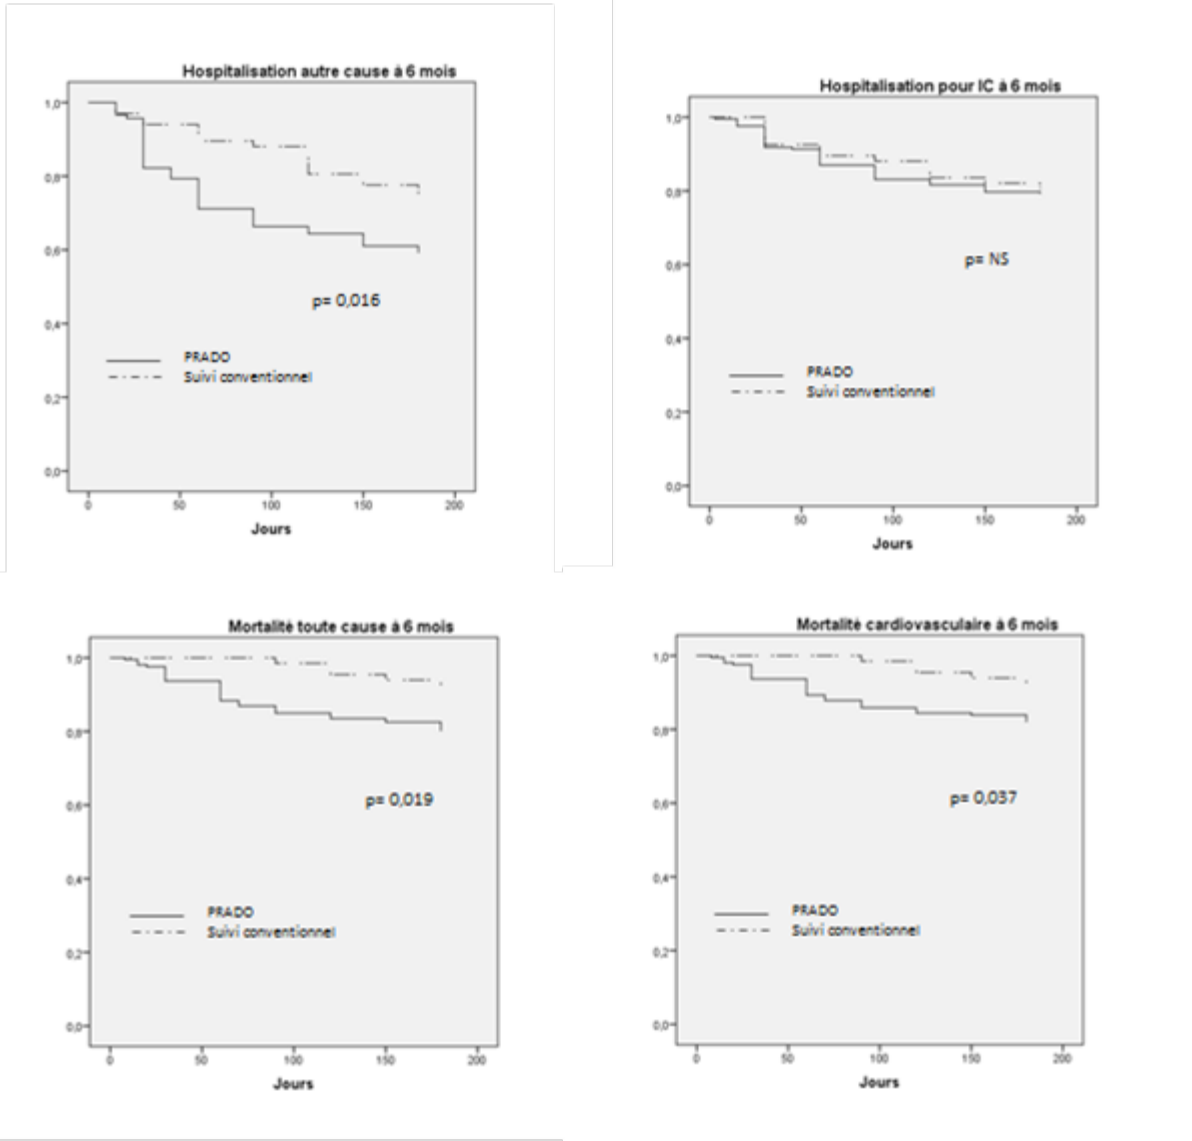 Hospitalisation autre cause à 6 mois
1,0
0,8
0,6
0,4
0,2
0,0
p= 0,016
PRADO
Suivi conventionnel
0 50 100 150 200
Jours
Hospitalisation pour IC à 6 mois
1,0
0,8
0,6
0,4
0,2
0,0
p= NS
PRADO
Suivi conventionnel
0 50 100 150 200
Jours
Mortalité toute cause à 6 mois
1,0
0,8
0,6
0,4
0,2
0,0
p= 0,019
PRADO
Suivi conventionnel
0 50 100 150 200
Jours
Mortalité cardiovasculaire à 6 mois
1,0
0,8
0,6
0,4
0,2
0,0
p= 0,037
PRADO
Suivi conventionnel
0 50 100 150 200
Jours